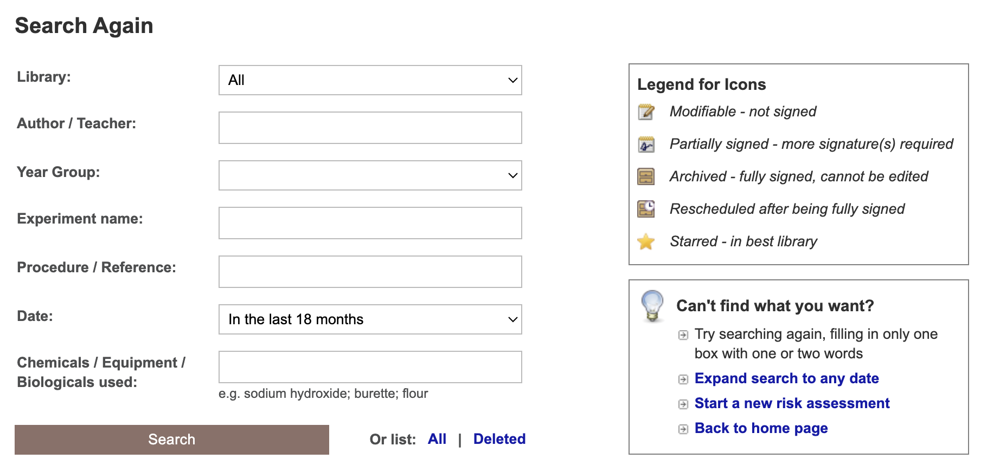 Search Again
Library:
All
Author / Teacher:
Year Group:
Experiment name:
Procedure / Reference:
Date:
In the last 18 months
Chemicals / Equipment /
Biologicals used:
e.g. sodium hydroxide; burette; flour
Search
Or list: All | Deleted
Legend for Icons
Modifiable - not signed
Partially signed - more signature(s) required
Archived - fully signed, cannot be edited
Rescheduled after being fully signed
Starred - in best library
Can't find what you want?
Try searching again, filling in only one
box with one or two words
Expand search to any date
Start a new risk assessment
Back to home page